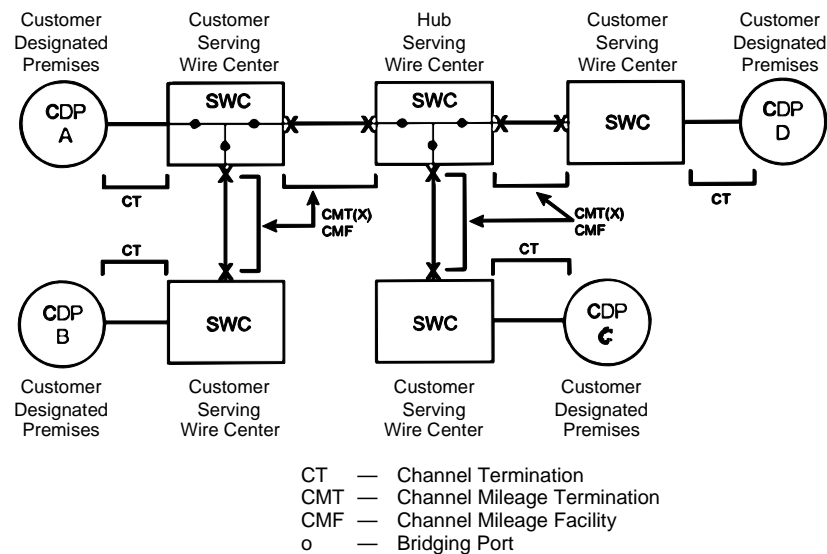 Customer
Designated
Premises
Customer
Serving
Wire Center
Hub
Serving
Wire Center
Customer
Serving
Wire Center
Customer
Designated
Premises
CDP
A
SWC
SWC
SWC
CDP
D
CT
CMT(X)
CMF
CMT(X)
CMF
CT
CT
CT
CDP
B
SWC
SWC
CDP
C
Customer
Designated
Premises
Customer
Serving
Wire Center
Customer
Serving
Wire Center
Customer
Designated
Premises
CT — Channel Termination
CMT — Channel Mileage Termination
CMF — Channel Mileage Facility
o — Bridging Port